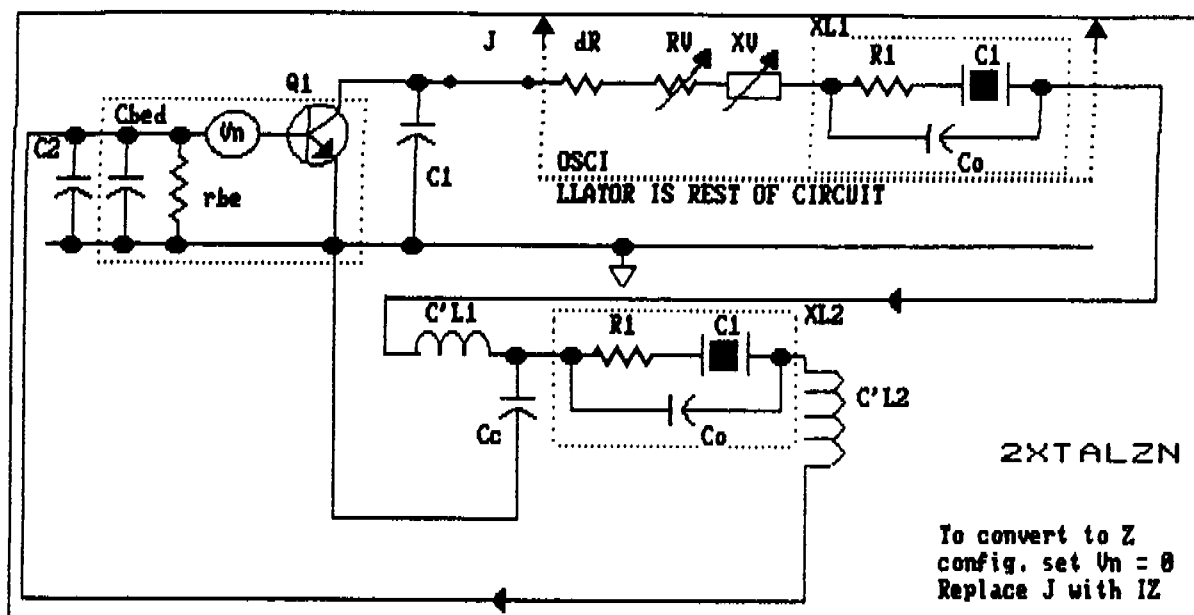 XL1
J dR RV XV R1 C1
Q1
Cbed
Vn
C2
rbe
C1
Co
OSCI
LLATOR IS REST OF CIRCUIT
C'L1 R1 C1 XL2
C'L2
Cc Co
2XTALZN
To convert to Z
config. set Vn = 0
Replace J with IZ